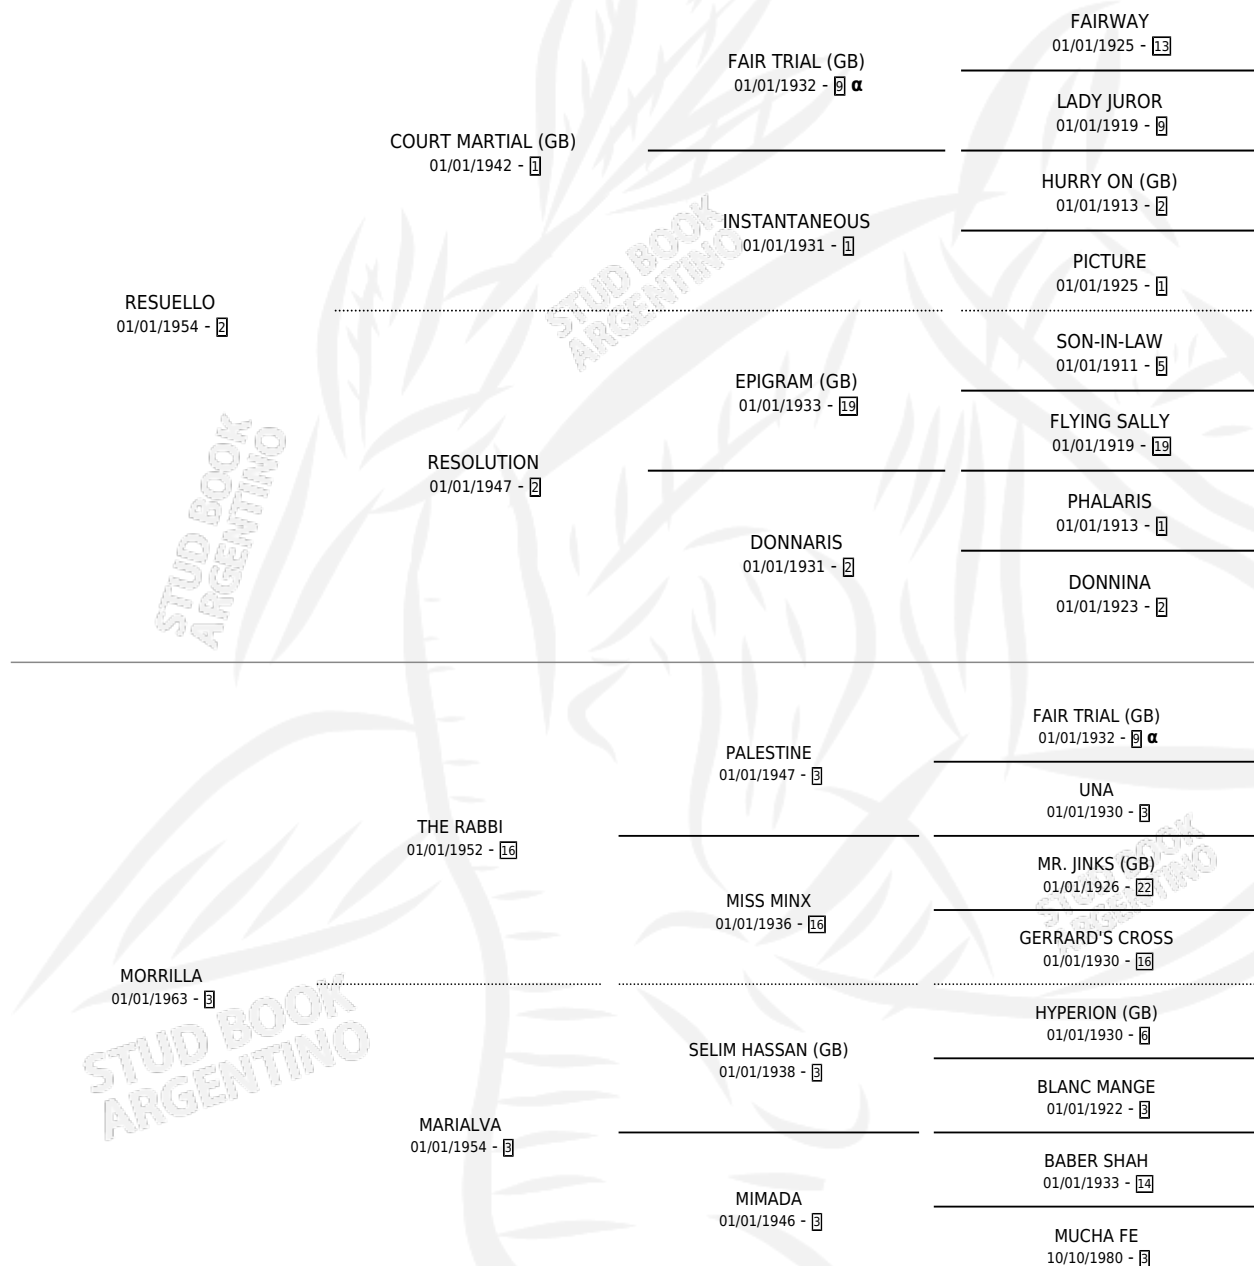 FAIRWAY
01/01/1925 - 13
FAIR TRIAL (GB)
01/01/1932 - 9 α
LADY JUROR
01/01/1919 - 9
COURT MARTIAL (GB)
01/01/1942 - 1
HURRY ON (GB)
01/01/1913 - 2
INSTANTANEOUS
01/01/1931 - 1
PICTURE
01/01/1925 - 1
RESUELLO
01/01/1954 - 2
SON-IN-LAW
01/01/1911 - 5
EPIGRAM (GB)
01/01/1933 - 19
FLYING SALLY
01/01/1919 - 19
RESOLUTION
01/01/1947 - 2
PHALARIS
01/01/1913 - 1
DONNARIS
01/01/1931 - 2
DONNINA
01/01/1923 - 2
FAIR TRIAL (GB)
01/01/1932 - 9 α
PALESTINE
01/01/1947 - 3
UNA
01/01/1930 - 3
THE RABBI
01/01/1952 - 16
MR. JINKS (GB)
01/01/1926 - 22
MISS MINX
01/01/1936 - 16
GERRARD'S CROSS
01/01/1930 - 16
MORRILLA
01/01/1963 - 3
HYPERION (GB)
01/01/1930 - 6
SELIM HASSAN (GB)
01/01/1938 - 3
BLANC MANGE
01/01/1922 - 3
MARIALVA
01/01/1954 - 3
BABER SHAH
01/01/1933 - 14
MIMADA
01/01/1946 - 3
MUCHA FE
10/10/1980 - 3
STUD BOOK
ARGENTINO
STUD BOOK
ARGENTINO
STUD BOOK
ARGENTINO
STUD BOOK
ARGENTINO